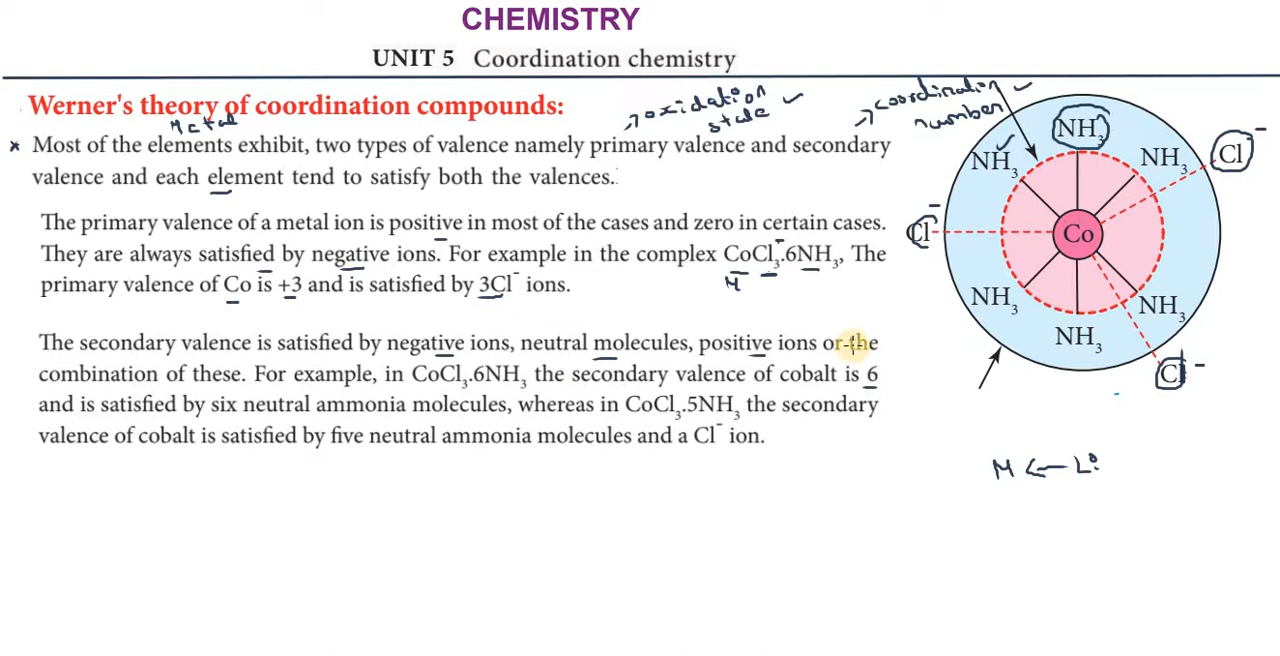 CHEMISTRY
UNIT 5 Coordination chemistry
Werner's theory of coordination compounds:
Metal
→ oxidation state ✓
→ coordination number ✓
* Most of the elements exhibit, two types of valence namely primary valence and secondary
valence and each element tend to satisfy both the valences.
The primary valence of a metal ion is positive in most of the cases and zero in certain cases.
They are always satisfied by negative ions. For example in the complex CoCl₃.6NH₃, The
M
primary valence of Co is +3 and is satisfied by 3Cl⁻ ions.
The secondary valence is satisfied by negative ions, neutral molecules, positive ions or the
combination of these. For example, in CoCl₃.6NH₃ the secondary valence of cobalt is 6
and is satisfied by six neutral ammonia molecules, whereas in CoCl₃.5NH₃ the secondary
valence of cobalt is satisfied by five neutral ammonia molecules and a Cl⁻ ion.
NH₃
NH₃ ✓
NH₃
Cl⁻
Cl⁻
Co
NH₃
NH₃
NH₃
Cl⁻
M ← L: